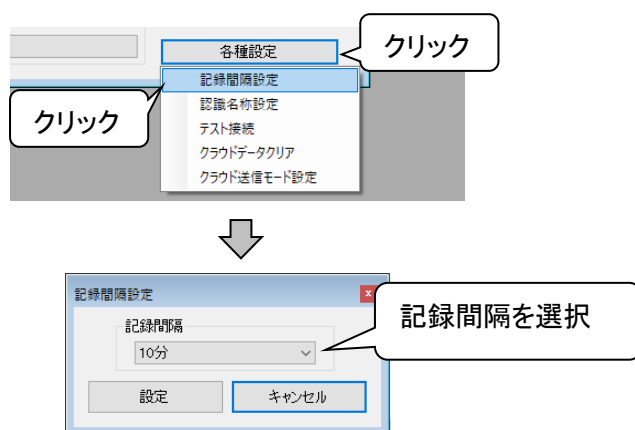 各種設定
クリック
記録間隔設定
認識名称設定
テスト接続
クラウドデータクリア
クラウド送信モード設定
クリック
記録間隔設定
記録間隔
10分
記録間隔を選択
設定
キャンセル